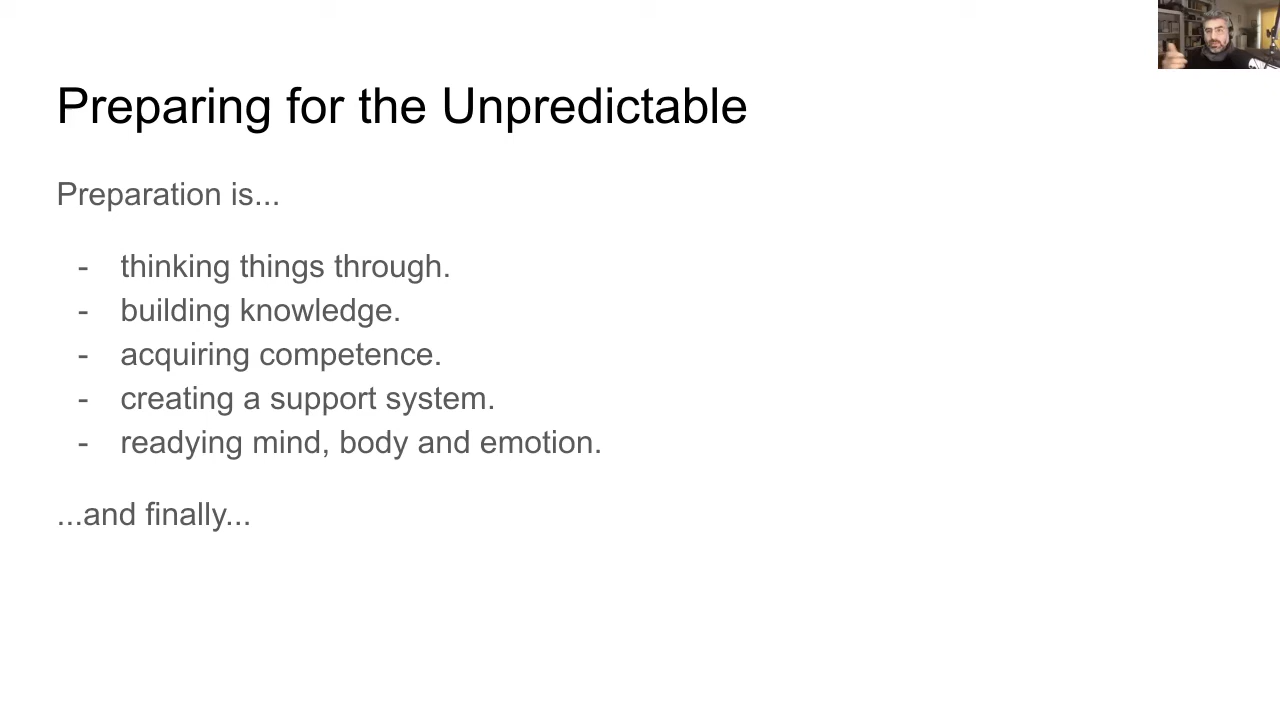 Preparing for the Unpredictable
Preparation is...
- thinking things through.
- building knowledge.
- acquiring competence.
- creating a support system.
- readying mind, body and emotion.
...and finally...